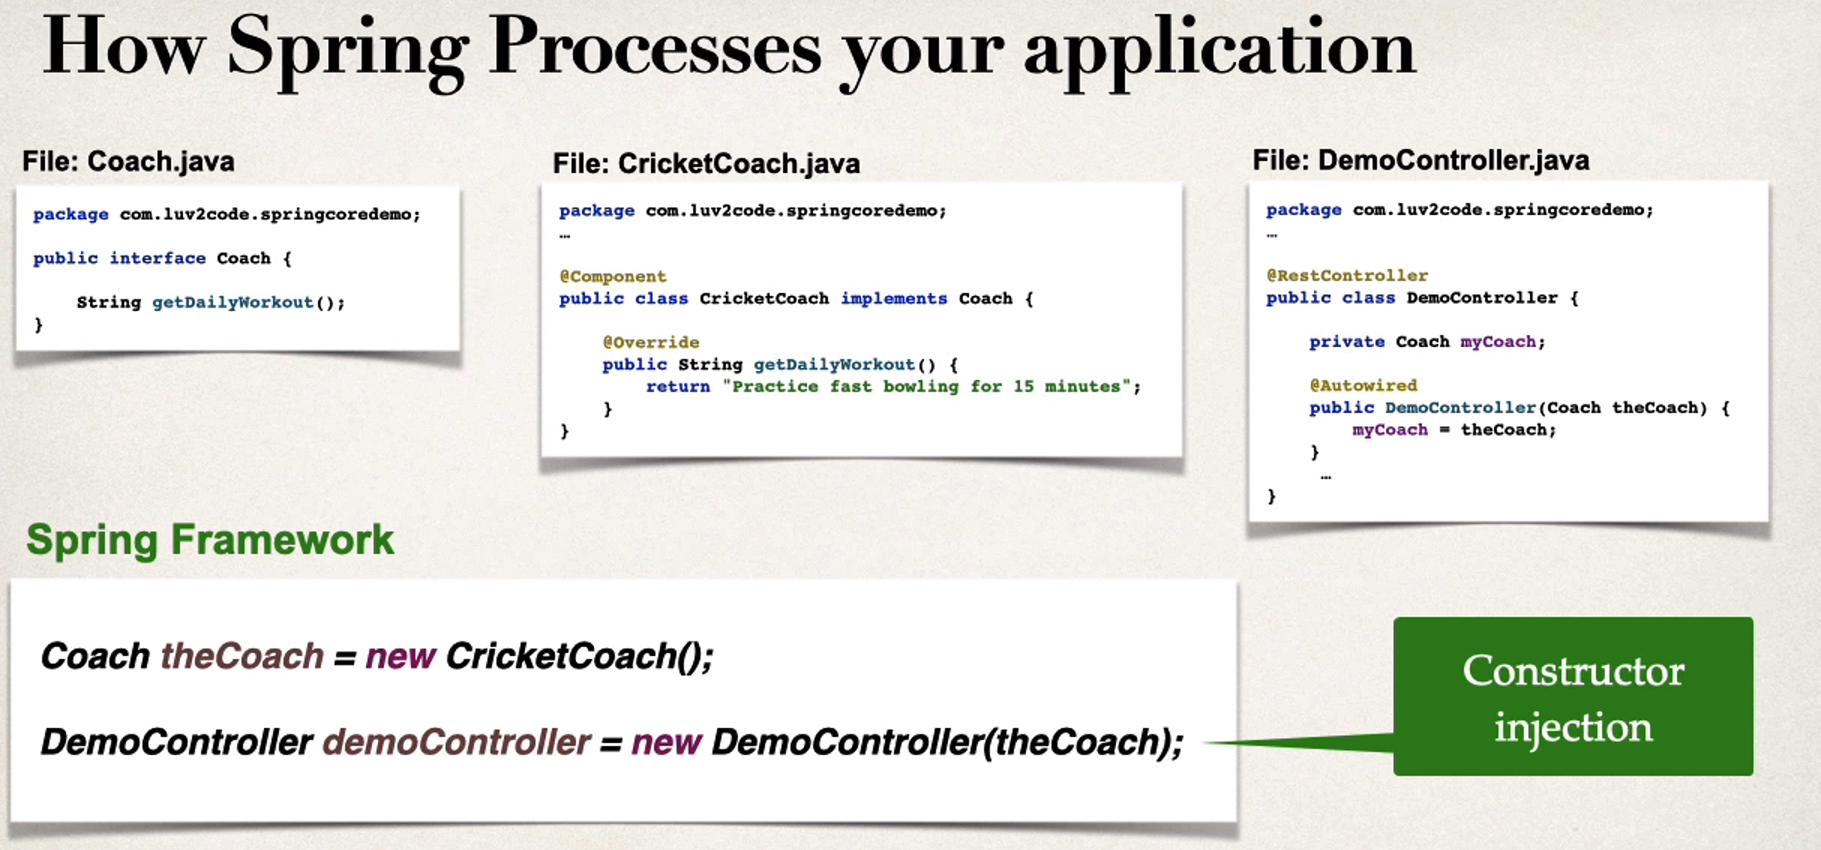 How Spring Processes your application
File: Coach.java
package com.luv2code.springcoredemo;
public interface Coach {
String getDailyWorkout();
}
File: CricketCoach.java
package com.luv2code.springcoredemo;
…
@Component
public class CricketCoach implements Coach {
@Override
public String getDailyWorkout() {
return "Practice fast bowling for 15 minutes";
}
}
File: DemoController.java
package com.luv2code.springcoredemo;
…
@RestController
public class DemoController {
private Coach myCoach;
@Autowired
public DemoController(Coach theCoach) {
myCoach = theCoach;
}
…
}
Spring Framework
Coach theCoach = new CricketCoach();
DemoController demoController = new DemoController(theCoach);
Constructor
injection